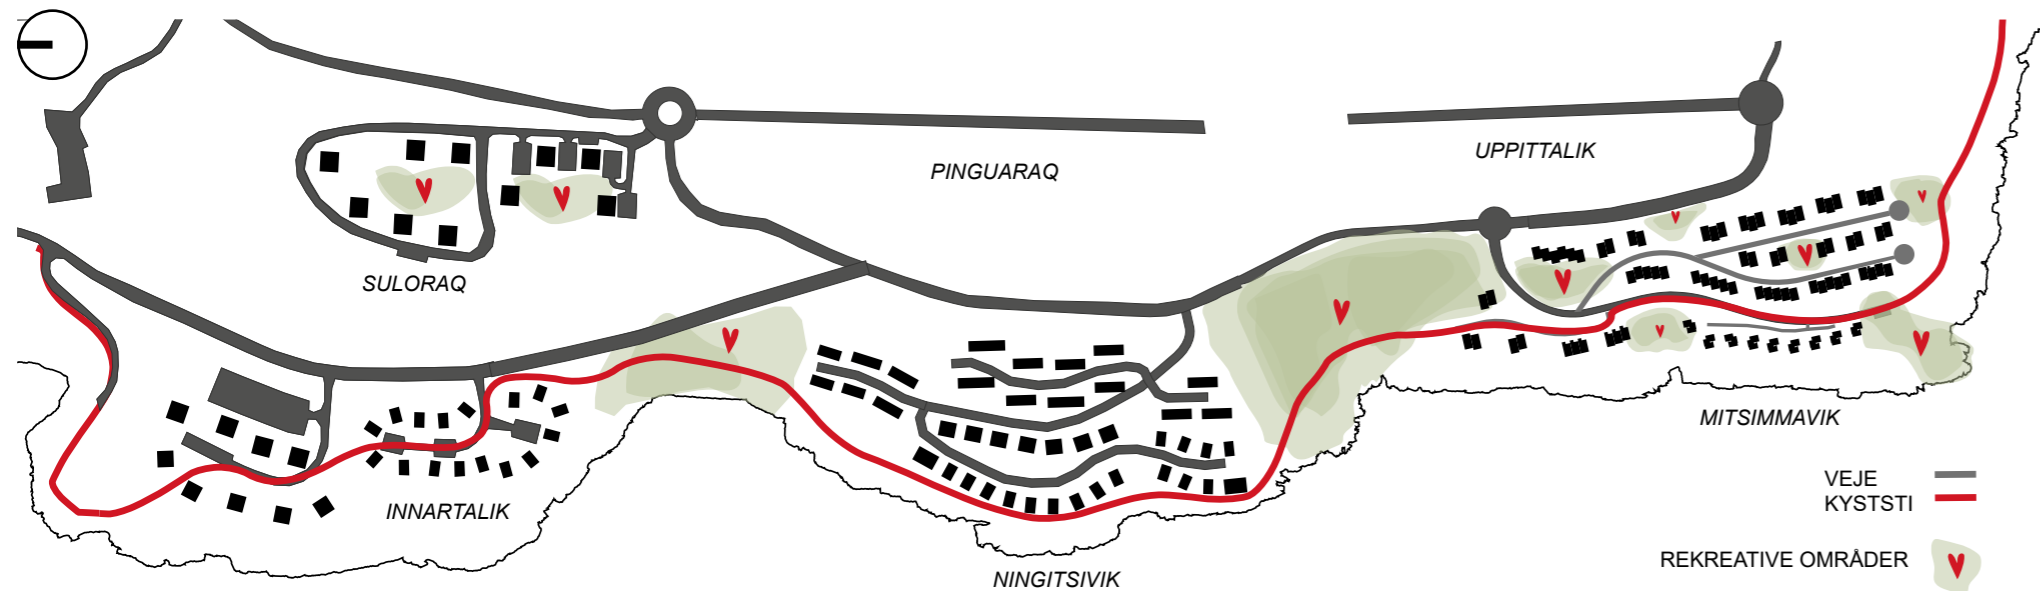 UPPITTALIK
PINGUARAQ
SULORAQ
MITSIMMAVIK
INNARTALIK
NINGITSIVIK
VEJE
KYSTSTI
REKREATIVE OMRÅDER